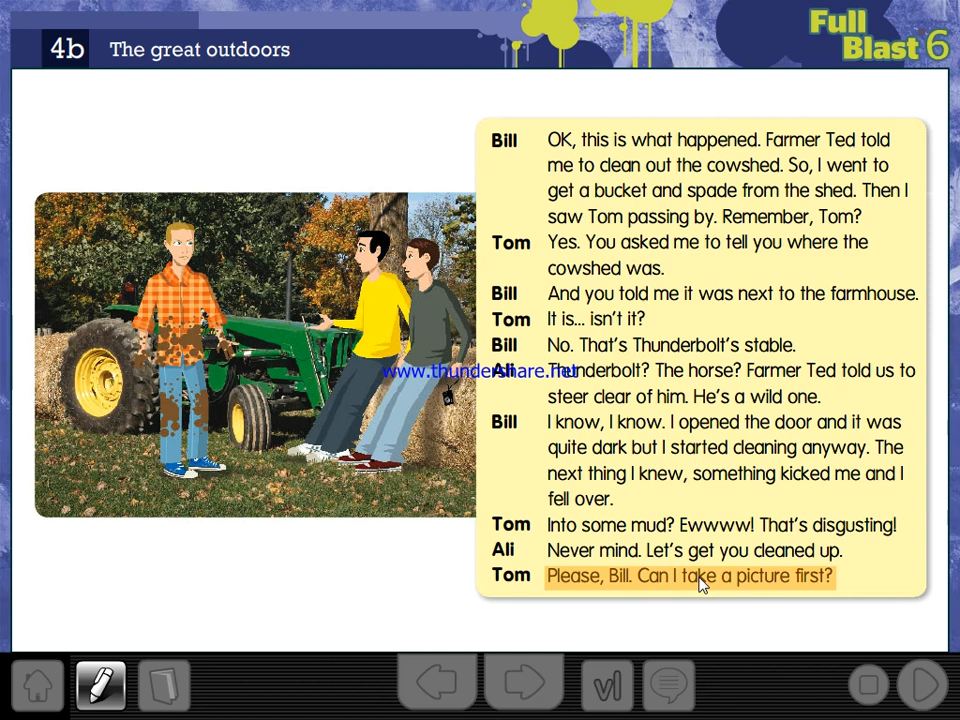 4b The great outdoors
Full
Blast 6
Bill OK, this is what happened. Farmer Ted told
me to clean out the cowshed. So, I went to
get a bucket and spade from the shed. Then I
saw Tom passing by. Remember, Tom?
Tom Yes. You asked me to tell you where the
cowshed was.
Bill And you told me it was next to the farmhouse.
Tom It is... isn't it?
Bill No. That's Thunderbolt's stable.
www.thundershare.net
Ali Thunderbolt? The horse? Farmer Ted told us to
steer clear of him. He's a wild one.
Bill I know, I know. I opened the door and it was
quite dark but I started cleaning anyway. The
next thing I knew, something kicked me and I
fell over.
Tom Into some mud? Ewwww! That's disgusting!
Ali Never mind. Let's get you cleaned up.
Tom Please, Bill. Can I take a picture first?